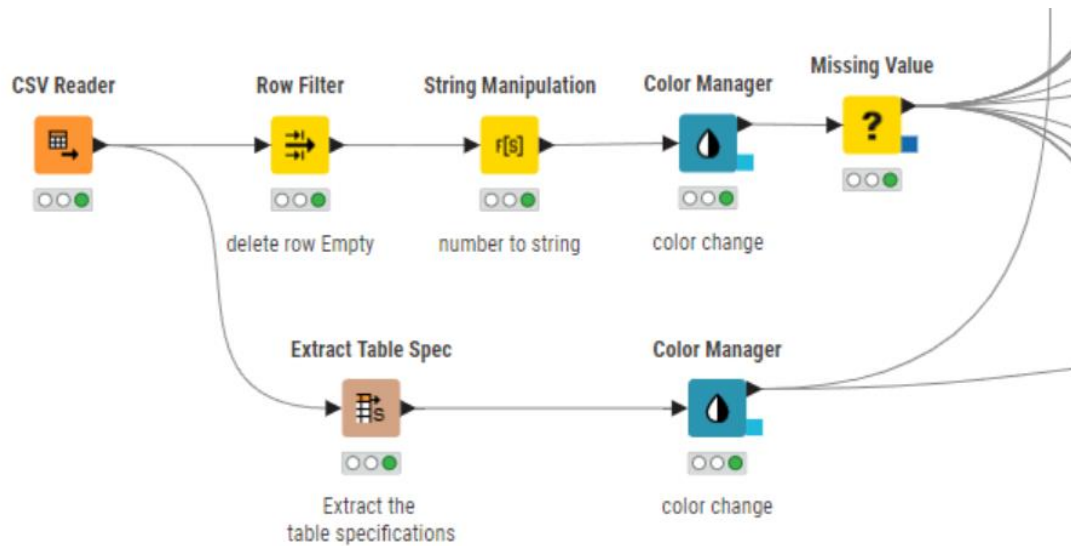 CSV Reader
Row Filter
String Manipulation
Color Manager
Missing Value
?
F[S]
delete row Empty
number to string
color change
Extract Table Spec
Color Manager
S
Extract the
table specifications
color change